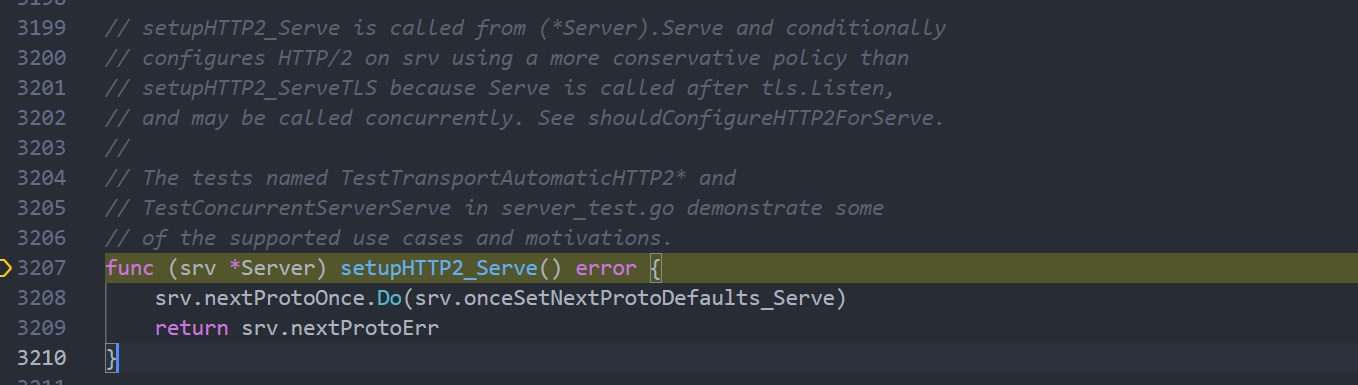 3198
3199 // setupHTTP2_Serve is called from (*Server).Serve and conditionally
3200 // configures HTTP/2 on srv using a more conservative policy than
3201 // setupHTTP2_ServeTLS because Serve is called after tls.Listen,
3202 // and may be called concurrently. See shouldConfigureHTTP2ForServe.
3203 //
3204 // The tests named TestTransportAutomaticHTTP2* and
3205 // TestConcurrentServerServe in server_test.go demonstrate some
3206 // of the supported use cases and motivations.
3207 func (srv *Server) setupHTTP2_Serve() error {
3208     srv.nextProtoOnce.Do(srv.onceSetNextProtoDefaults_Serve)
3209     return srv.nextProtoErr
3210 }
3211